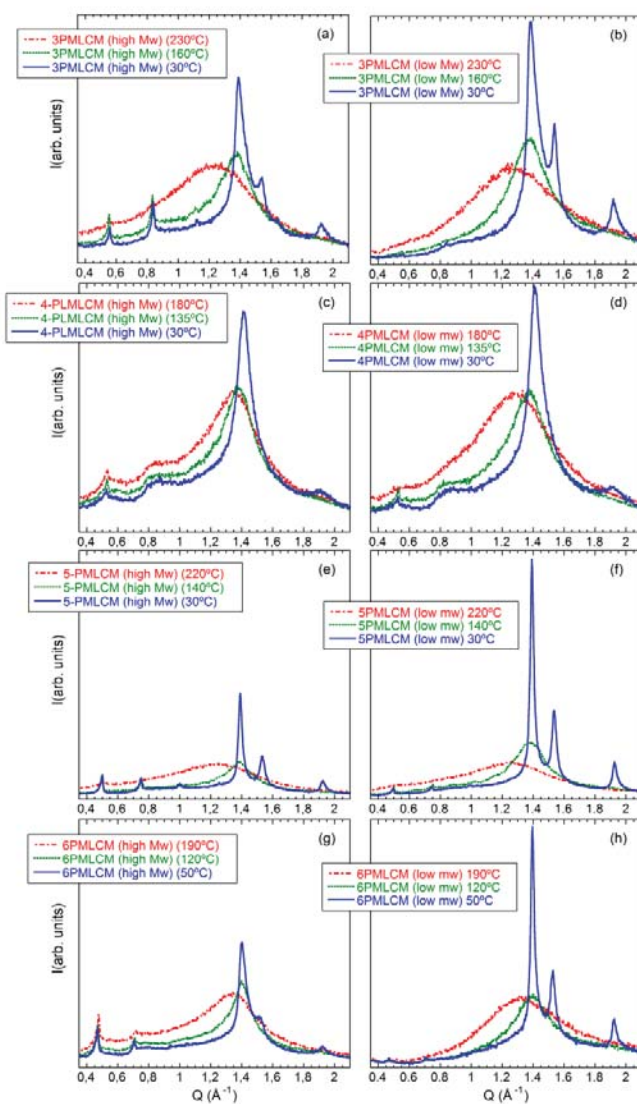 (a)
3PMLCM (high Mw) (230ºC)
3PMLCM (high Mw) (160ºC)
3PMLCM (high Mw) (30ºC)
I(arb. units)
0,4 0,6 0,8 1 1,2 1,4 1,6 1,8 2
(b)
3PMLCM (low Mw) 230ºC
3PMLCM (low Mw) 160ºC
3PMLCM (low Mw) 30ºC
0,4 0,6 0,8 1 1,2 1,4 1,6 1,8 2
(c)
4-PLMLCM (high Mw) (180ºC)
4-PLMLCM (high Mw) (135ºC)
4-PLMLCM (high Mw) (30ºC)
I(arb. units)
0,4 0,6 0,8 1 1,2 1,4 1,6 1,8 2
(d)
4PMLCM (low mw) 180ºC
4PMLCM (low mw) 135ºC
4PMLCM (low mw) 30ºC
0,4 0,6 0,8 1 1,2 1,4 1,6 1,8 2
(e)
5-PMLCM (high Mw) (220ºC)
5-PMLCM (high Mw) (140ºC)
5-PMLCM (high Mw) (30ºC)
I(arb. units)
0,4 0,6 0,8 1 1,2 1,4 1,6 1,8 2
(f)
5PMLCM (low mw) 220ºC
5PMLCM (low mw) 140ºC
5PMLCM (low mw) 30ºC
0,4 0,6 0,8 1 1,2 1,4 1,6 1,8 2
(g)
6PMLCM (high Mw) (190ºC)
6PMLCM (high Mw) (120ºC)
6PMLCM (high Mw) (50ºC)
I(arb. units)
0,4 0,6 0,8 1 1,2 1,4 1,6 1,8 2
Q (Å⁻¹)
(h)
6PMLCM (low mw) 190ºC
6PMLCM (low mw) 120ºC
6PMLCM (low mw) 50ºC
0,4 0,6 0,8 1 1,2 1,4 1,6 1,8 2
Q (Å⁻¹)